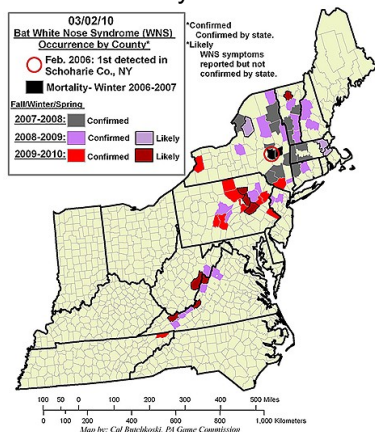 03/02/10
Bat White Nose Syndrome (WNS)
Occurrence by County*
Feb. 2006: 1st detected in
Schoharie Co., NY
Mortality- Winter 2006-2007
Fall/Winter/Spring
2007-2008: Confirmed
2008-2009: Confirmed Likely
2009-2010: Confirmed Likely
*Confirmed
Confirmed by state.
*Likely
WNS symptoms
reported but not
confirmed by state.
100 50 0 100 200 300 400 500 Miles
100 0 200 400 600 800 1,000 Kilometers
Map by: Cal Butchkoski, PA Game Commission